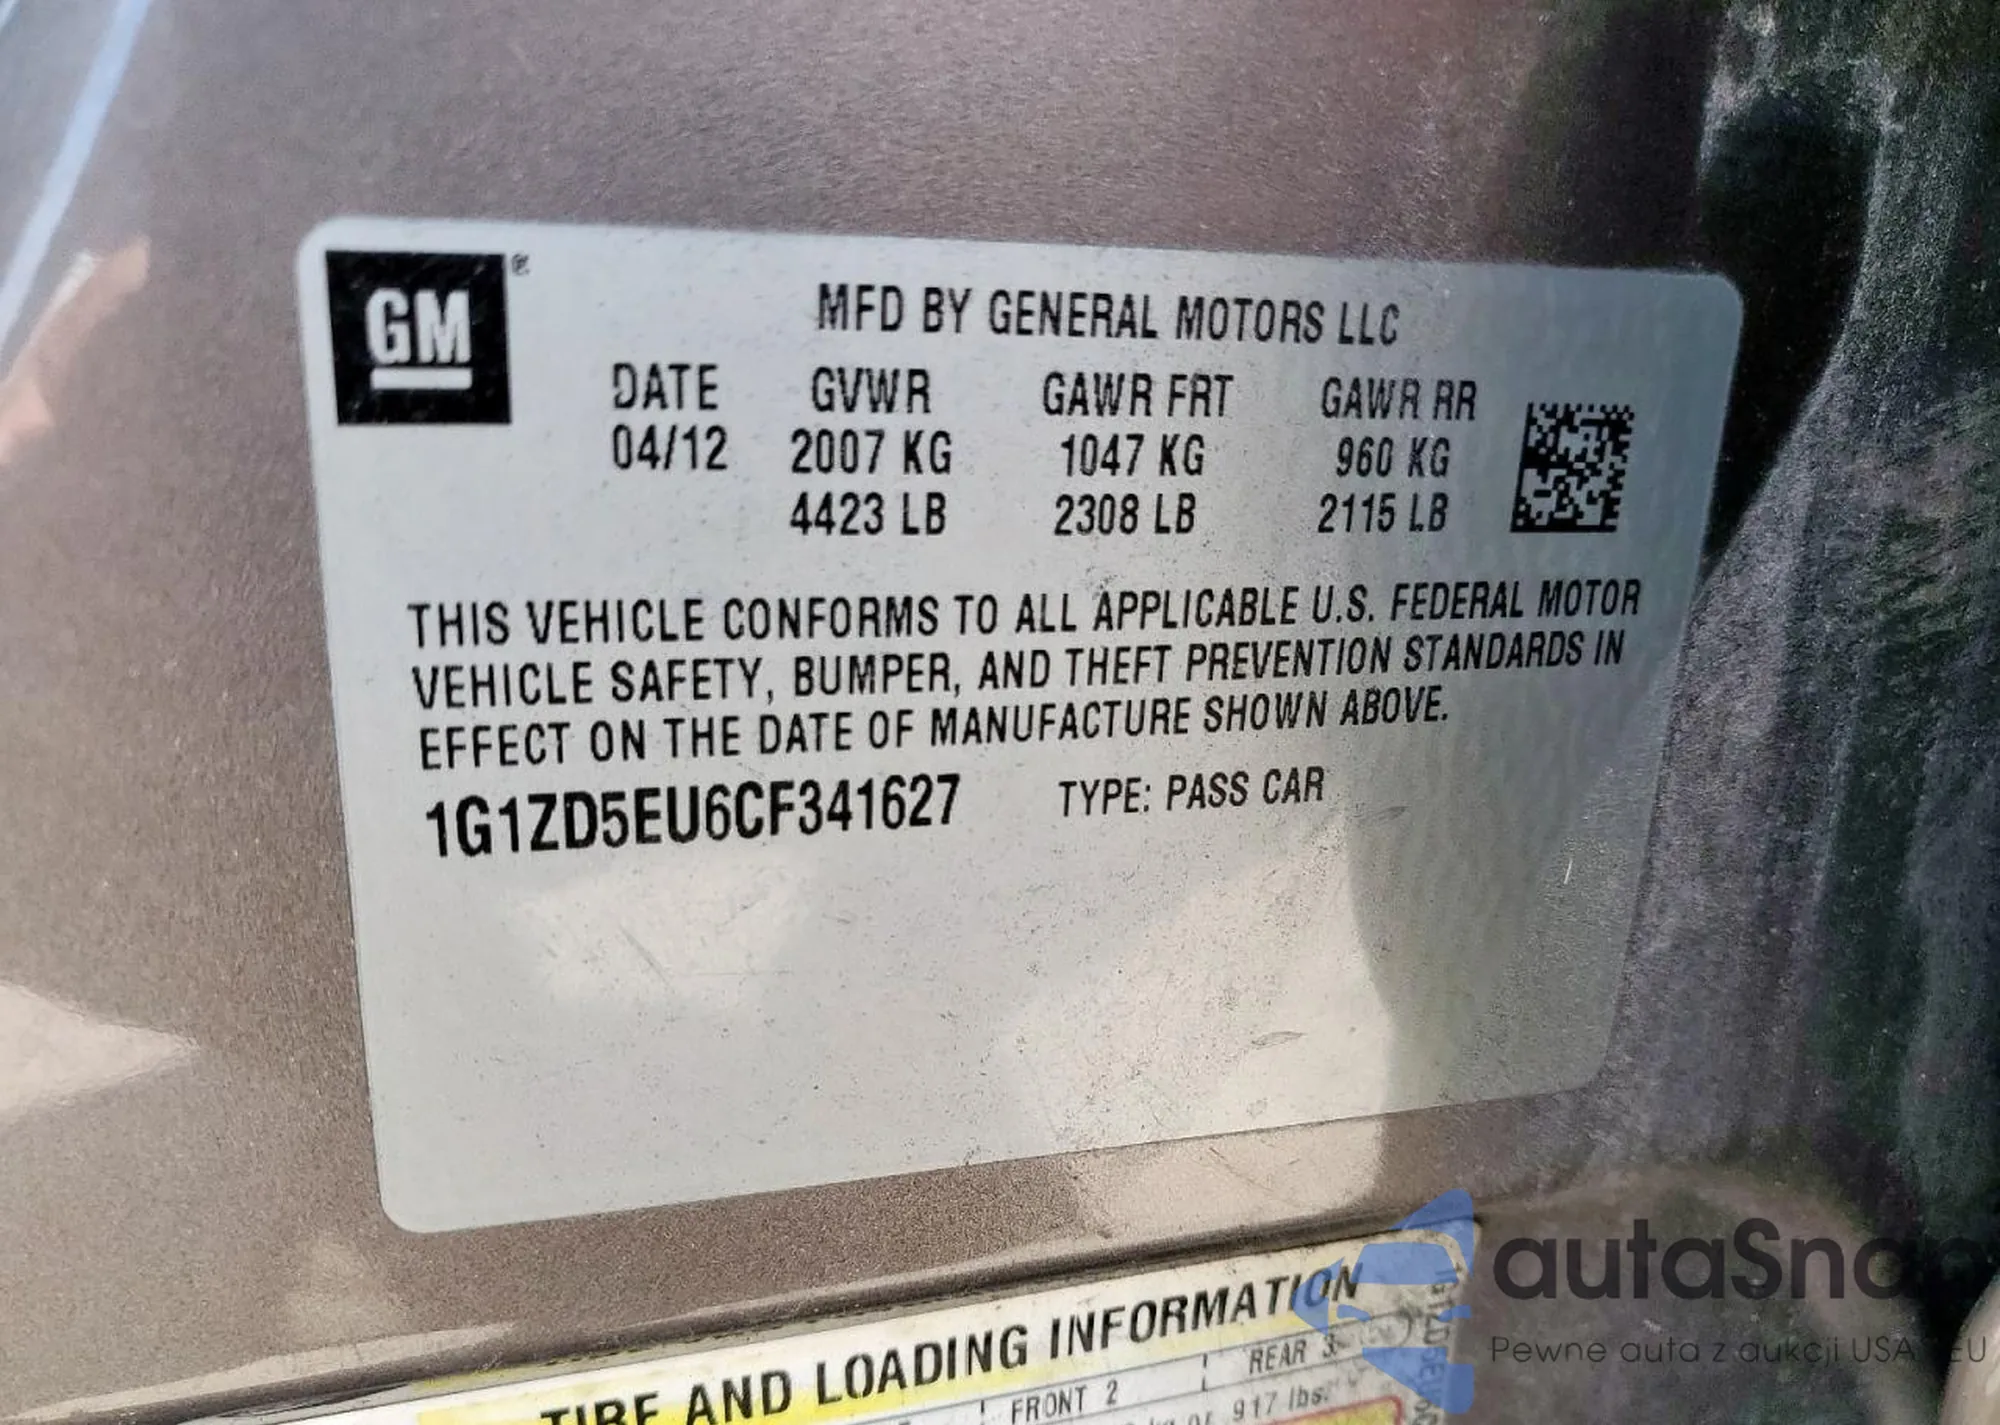 GM ®
MFD BY GENERAL MOTORS LLC
DATE GVWR GAWR FRT GAWR RR
04/12 2007 KG 1047 KG 960 KG
4423 LB 2308 LB 2115 LB
THIS VEHICLE CONFORMS TO ALL APPLICABLE U.S. FEDERAL MOTOR
VEHICLE SAFETY, BUMPER, AND THEFT PREVENTION STANDARDS IN
EFFECT ON THE DATE OF MANUFACTURE SHOWN ABOVE.
1G1ZD5EU6CF341627 TYPE: PASS CAR
TIRE AND LOADING INFORMATION
FRONT 2 REAR 3
917 lbs.
autaSna
Pewne auta z aukcji USA EU